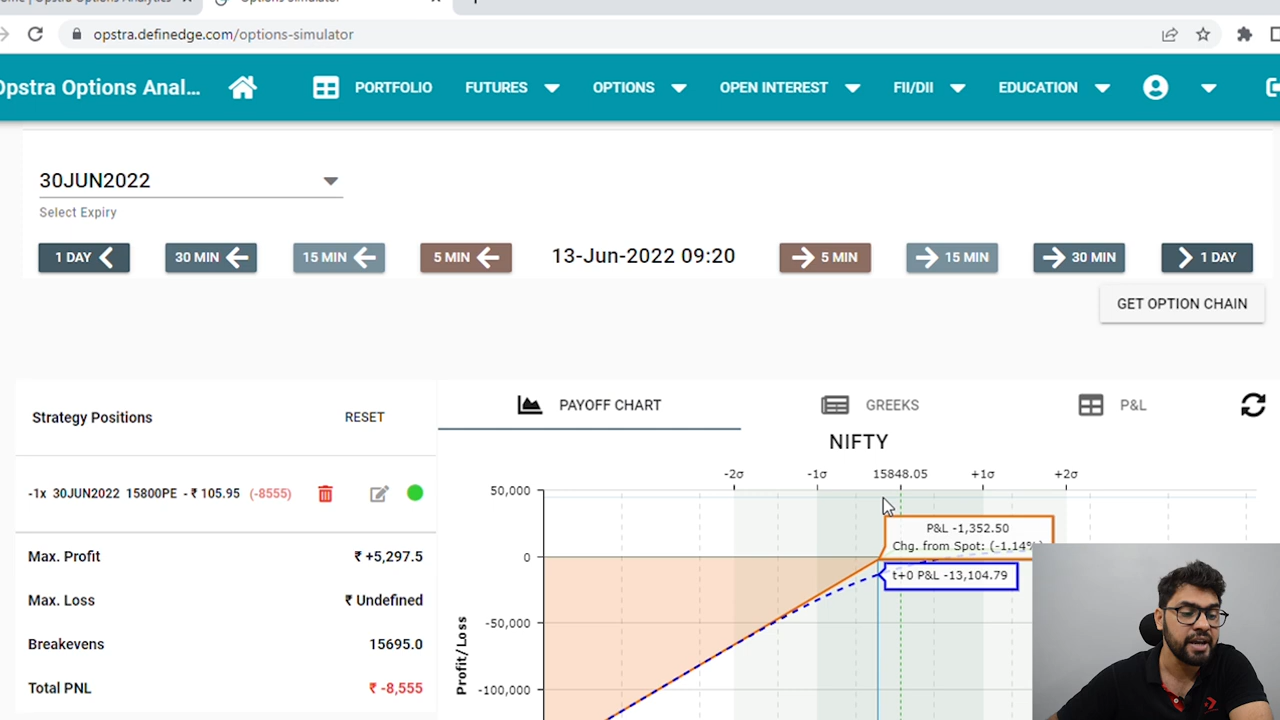 Opstra Options Analytics
Options Simulator
opstra.definedge.com/options-simulator
Opstra Options Anal...
PORTFOLIO
FUTURES
OPTIONS
OPEN INTEREST
FII/DII
EDUCATION
30JUN2022
Select Expiry
1 DAY
30 MIN
15 MIN
5 MIN
13-Jun-2022 09:20
5 MIN
15 MIN
30 MIN
1 DAY
GET OPTION CHAIN
Strategy Positions
RESET
PAYOFF CHART
GREEKS
P&L
NIFTY
-1x 30JUN2022 15800PE - ₹ 105.95 (-8555)
Max. Profit
₹ +5,297.5
Max. Loss
₹ Undefined
Breakevens
15695.0
Total PNL
₹ -8,555
-2σ
-1σ
15848.05
+1σ
+2σ
50,000
0
-50,000
-100,000
Profit/Loss
P&L -1,352.50
Chg. from Spot: (-1.14%)
t+0 P&L -13,104.79